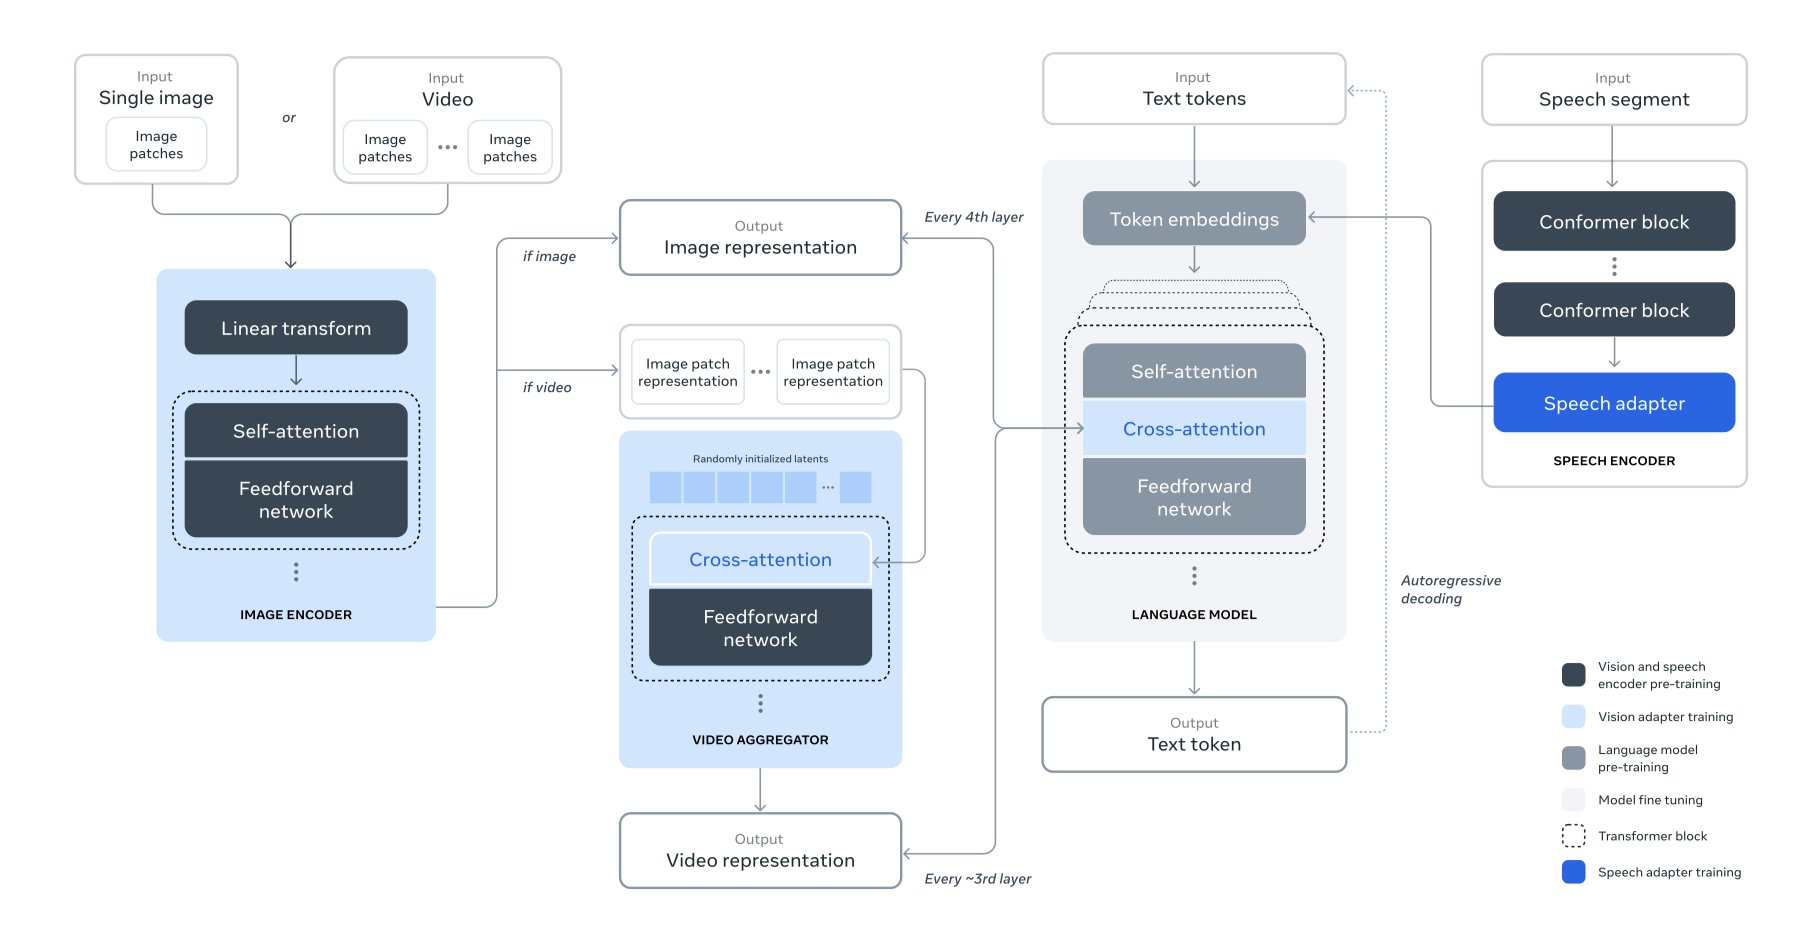 Input
Single image
Image
patches
or
Input
Video
Image
patches
...
Image
patches
Linear transform
Self-attention
Feedforward
network
IMAGE ENCODER
if image
if video
Output
Image representation
Image patch
representation
...
Image patch
representation
Randomly initialized latents
...
Cross-attention
Feedforward
network
VIDEO AGGREGATOR
Output
Video representation
Every 4th layer
Every ~3rd layer
Input
Text tokens
Token embeddings
Self-attention
Cross-attention
Feedforward
network
LANGUAGE MODEL
Output
Text token
Autoregressive
decoding
Input
Speech segment
Conformer block
Conformer block
Speech adapter
SPEECH ENCODER
Vision and speech
encoder pre-training
Vision adapter training
Language model
pre-training
Model fine tuning
Transformer block
Speech adapter training